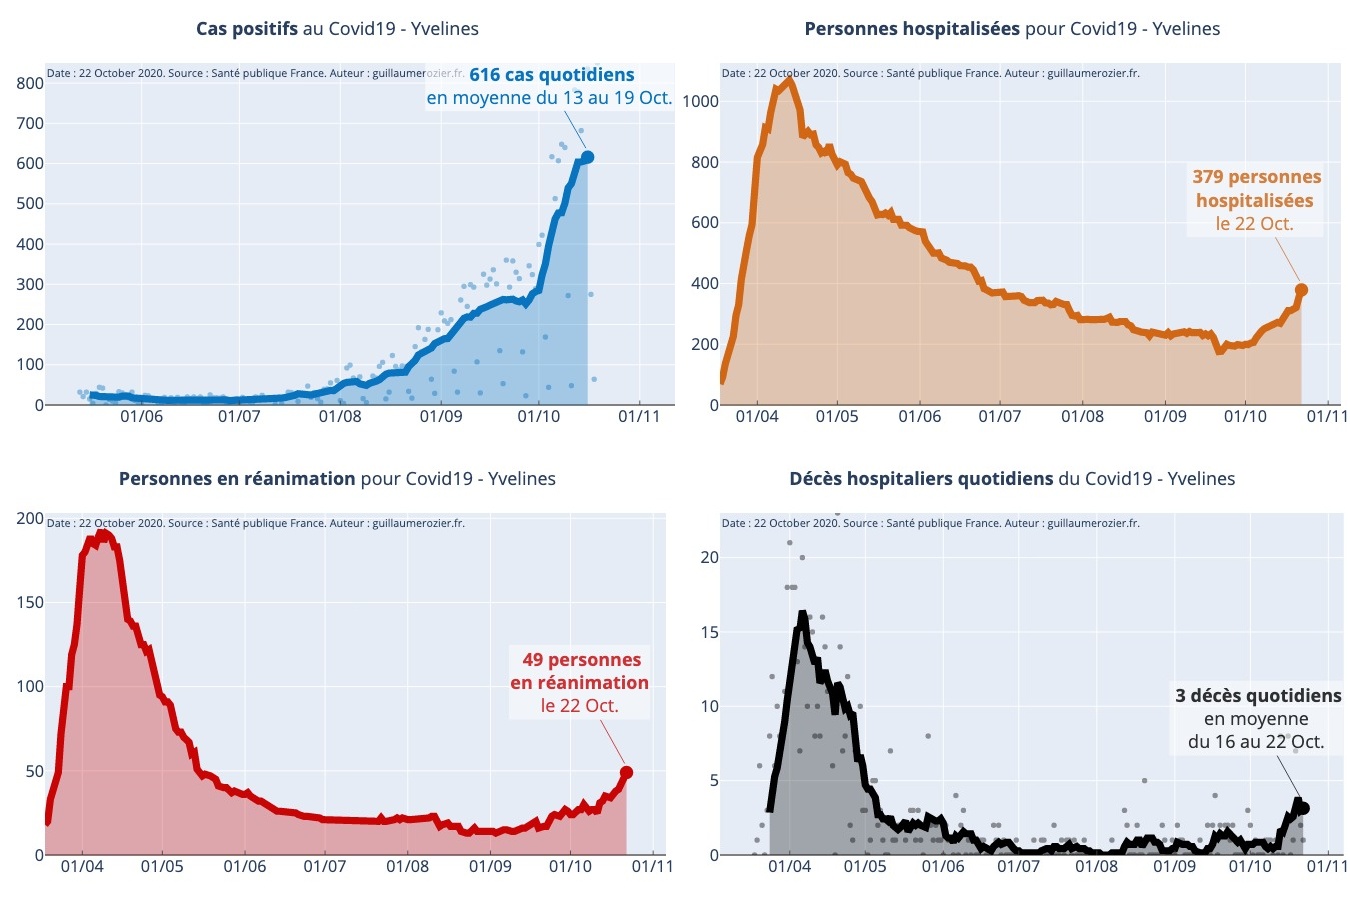 Cas positifs au Covid19 - Yvelines
Date : 22 October 2020. Source : Santé publique France. Auteur : guillaumerozier.fr.
616 cas quotidiens
en moyenne du 13 au 19 Oct.
800
700
600
500
400
300
200
100
0
01/06
01/07
01/08
01/09
01/10
01/11
Personnes hospitalisées pour Covid19 - Yvelines
Date : 22 October 2020. Source : Santé publique France. Auteur : guillaumerozier.fr.
1000
800
600
400
200
0
379 personnes
hospitalisées
le 22 Oct.
01/04
01/05
01/06
01/07
01/08
01/09
01/10
01/11
Personnes en réanimation pour Covid19 - Yvelines
Date : 22 October 2020. Source : Santé publique France. Auteur : guillaumerozier.fr.
200
150
100
50
0
49 personnes
en réanimation
le 22 Oct.
01/04
01/05
01/06
01/07
01/08
01/09
01/10
01/11
Décès hospitaliers quotidiens du Covid19 - Yvelines
Date : 22 October 2020. Source : Santé publique France. Auteur : guillaumerozier.fr.
20
15
10
5
0
3 décès quotidiens
en moyenne
du 16 au 22 Oct.
01/04
01/05
01/06
01/07
01/08
01/09
01/10
01/11